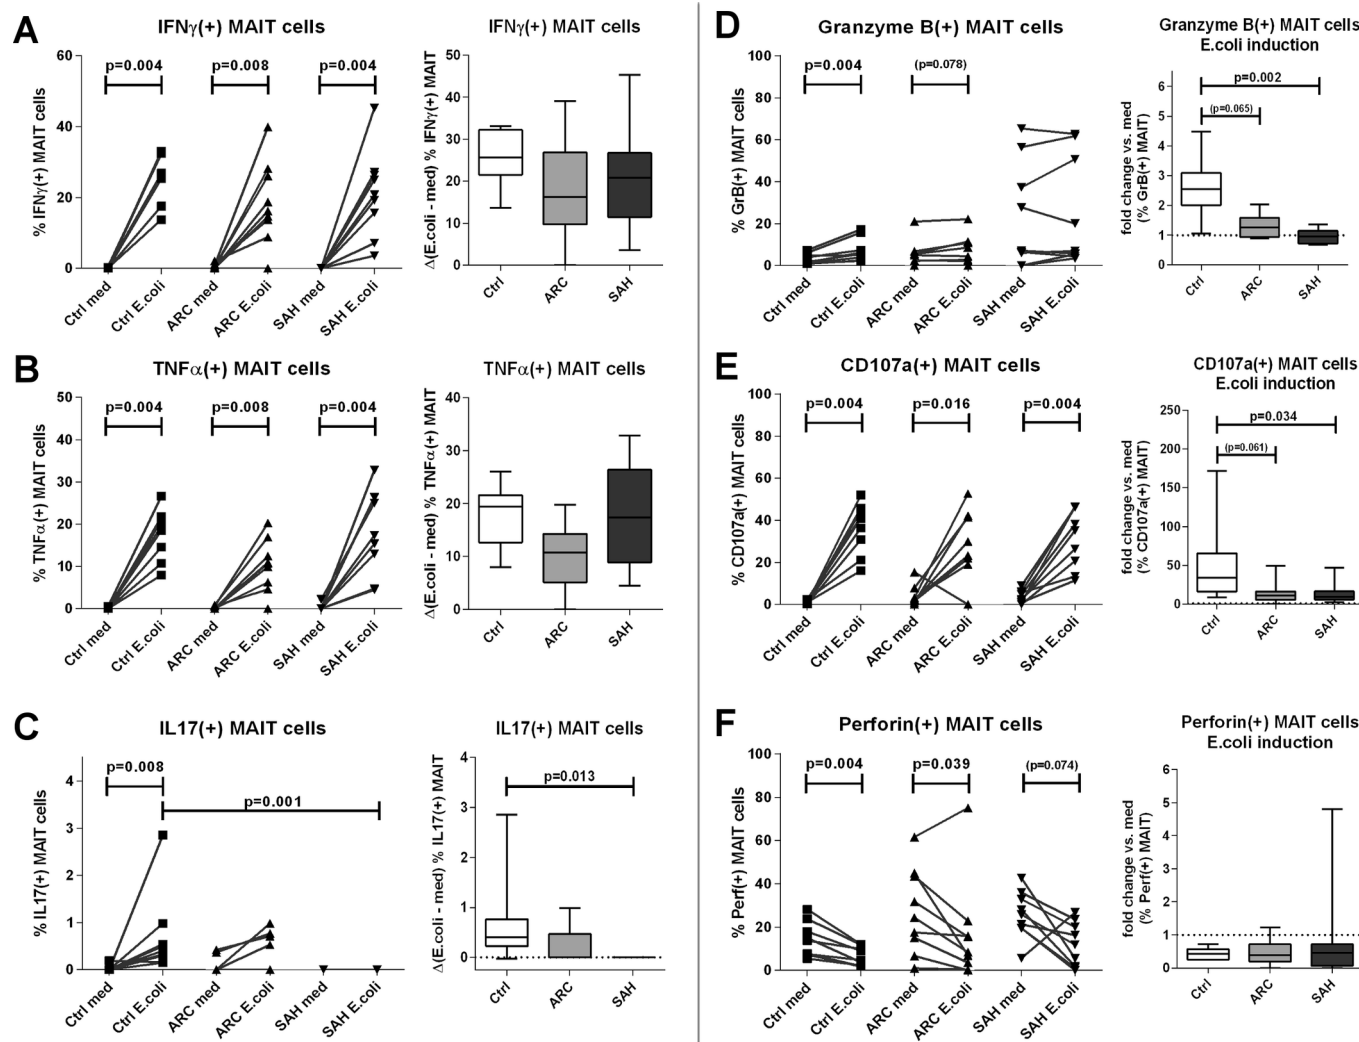 A
IFNγ(+) MAIT cells
% IFNγ(+) MAIT cells
60
40
20
0
p=0.004
p=0.008
p=0.004
Ctrl med
Ctrl E.coli
ARC med
ARC E.coli
SAH med
SAH E.coli
IFNγ(+) MAIT cells
Δ(E.coli - med) % IFNγ(+) MAIT
50
40
30
20
10
0
Ctrl
ARC
SAH
B
TNFα(+) MAIT cells
% TNFα(+) MAIT cells
50
40
30
20
10
0
p=0.004
p=0.008
p=0.004
Ctrl med
Ctrl E.coli
ARC med
ARC E.coli
SAH med
SAH E.coli
TNFα(+) MAIT cells
Δ(E.coli - med) % TNFα(+) MAIT
40
30
20
10
0
Ctrl
ARC
SAH
C
IL17(+) MAIT cells
% IL17(+) MAIT cells
4
3
2
1
0
p=0.008
p=0.001
Ctrl med
Ctrl E.coli
ARC med
ARC E.coli
SAH med
SAH E.coli
IL17(+) MAIT cells
Δ(E.coli - med) % IL17(+) MAIT
4
3
2
1
0
p=0.013
Ctrl
ARC
SAH
D
Granzyme B(+) MAIT cells
% GrB(+) MAIT cells
100
80
60
40
20
0
p=0.004
(p=0.078)
Ctrl med
Ctrl E.coli
ARC med
ARC E.coli
SAH med
SAH E.coli
Granzyme B(+) MAIT cells
E.coli induction
fold change vs. med
(% GrB(+) MAIT)
6
5
4
3
2
1
0
p=0.002
(p=0.065)
Ctrl
ARC
SAH
E
CD107a(+) MAIT cells
% CD107a(+) MAIT cells
100
80
60
40
20
0
p=0.004
p=0.016
p=0.004
Ctrl med
Ctrl E.coli
ARC med
ARC E.coli
SAH med
SAH E.coli
CD107a(+) MAIT cells
E.coli induction
fold change vs. med
(% CD107a(+) MAIT)
250
200
150
100
50
0
p=0.034
(p=0.061)
Ctrl
ARC
SAH
F
Perforin(+) MAIT cells
% Perf(+) MAIT cells
100
80
60
40
20
0
p=0.004
p=0.039
(p=0.074)
Ctrl med
Ctrl E.coli
ARC med
ARC E.coli
SAH med
SAH E.coli
Perforin(+) MAIT cells
E.coli induction
fold change vs. med
(% Perf(+) MAIT)
6
5
4
3
2
1
0
Ctrl
ARC
SAH